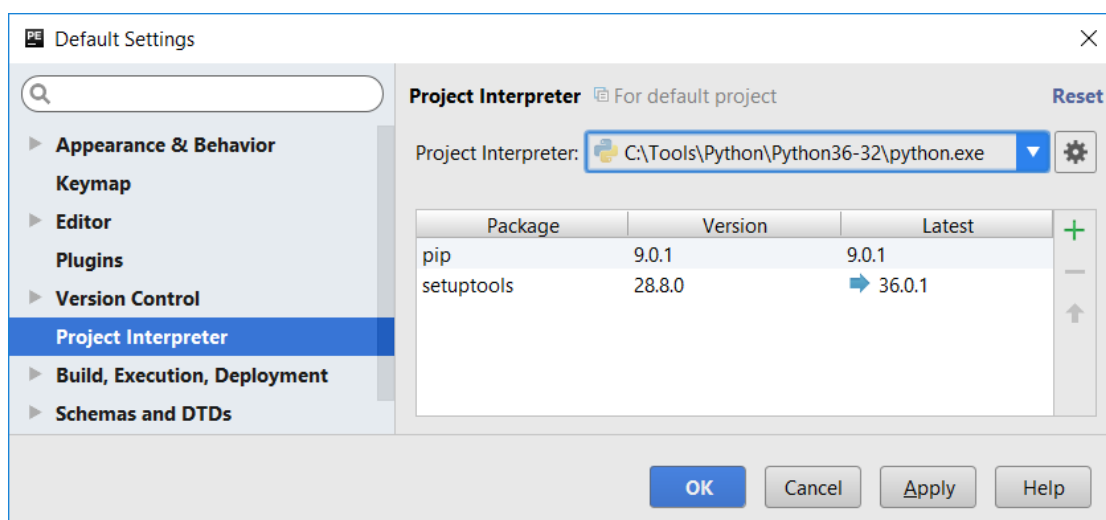 PE Default Settings
Project Interpreter For default project Reset
Appearance & Behavior
Keymap
Editor
Plugins
Version Control
Project Interpreter
Build, Execution, Deployment
Schemas and DTDs
Project Interpreter: C:\Tools\Python\Python36-32\python.exe
Package Version Latest
pip 9.0.1 9.0.1
setuptools 28.8.0 36.0.1
OK Cancel Apply Help